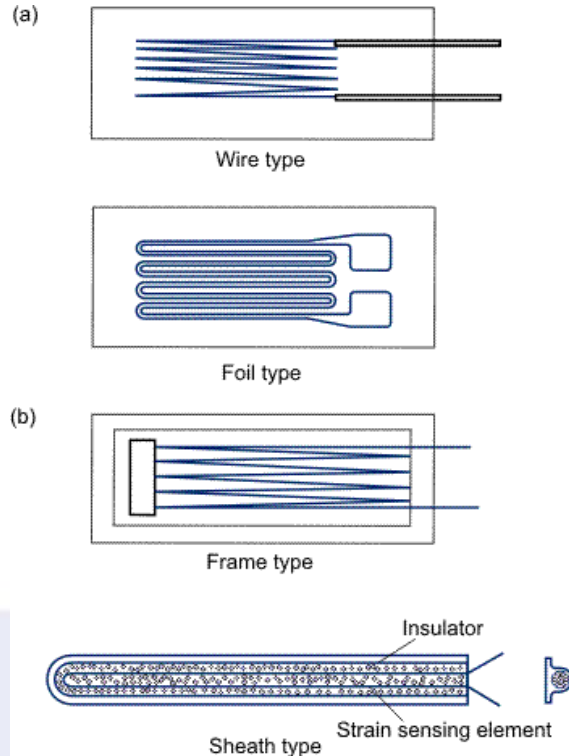 (a)
Wire type
Foil type
(b)
Frame type
Insulator
Strain sensing element
Sheath type